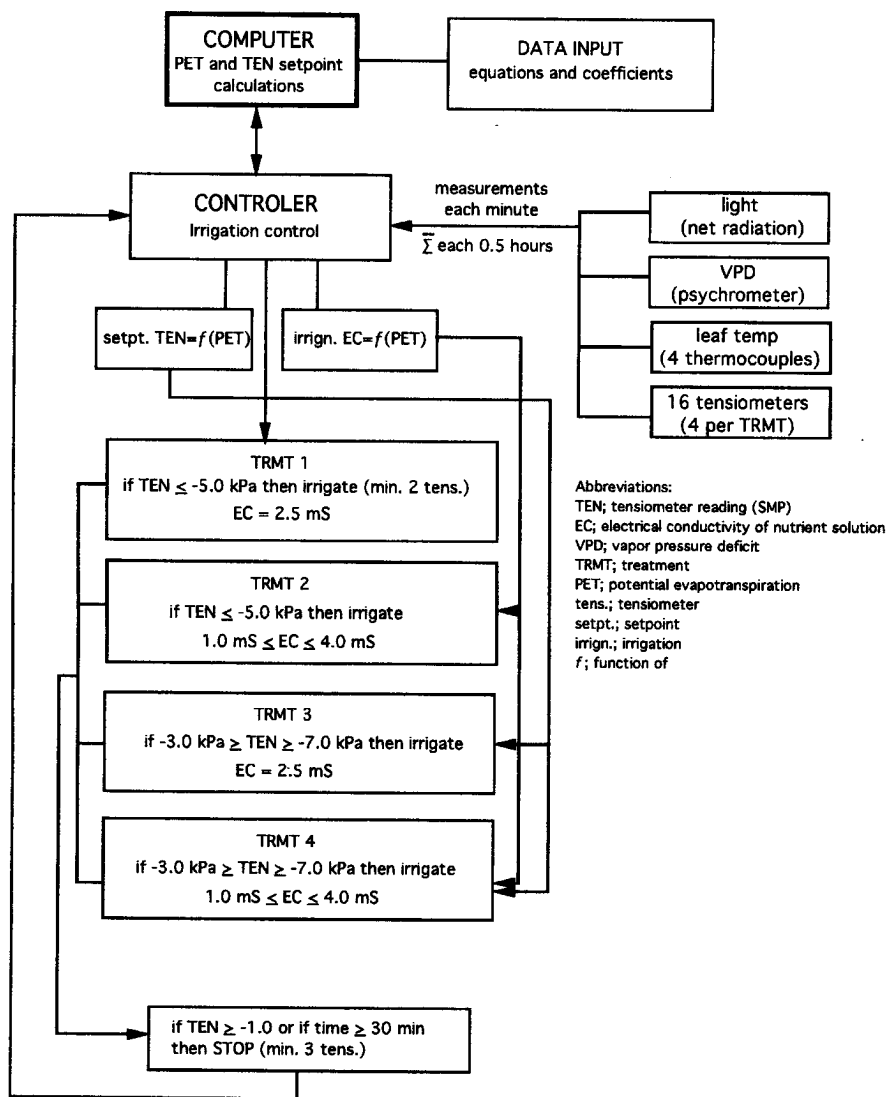 COMPUTER
PET and TEN setpoint
calculations
DATA INPUT
equations and coefficients
CONTROLER
Irrigation control
measurements
each minute
Σ̅ each 0.5 hours
light
(net radiation)
VPD
(psychrometer)
leaf temp
(4 thermocouples)
16 tensiometers
(4 per TRMT)
setpt. TEN=f(PET)
irrign. EC=f(PET)
TRMT 1
if TEN ≤ -5.0 kPa then irrigate (min. 2 tens.)
EC = 2.5 mS
TRMT 2
if TEN ≤ -5.0 kPa then irrigate
1.0 mS ≤ EC ≤ 4.0 mS
TRMT 3
if -3.0 kPa ≥ TEN ≥ -7.0 kPa then irrigate
EC = 2.5 mS
TRMT 4
if -3.0 kPa ≥ TEN ≥ -7.0 kPa then irrigate
1.0 mS ≤ EC ≤ 4.0 mS
Abbreviations:
TEN; tensiometer reading (SMP)
EC; electrical conductivity of nutrient solution
VPD; vapor pressure deficit
TRMT; treatment
PET; potential evapotranspiration
tens.; tensiometer
setpt.; setpoint
irrign.; irrigation
f; function of
if TEN ≥ -1.0 or if time ≥ 30 min
then STOP (min. 3 tens.)